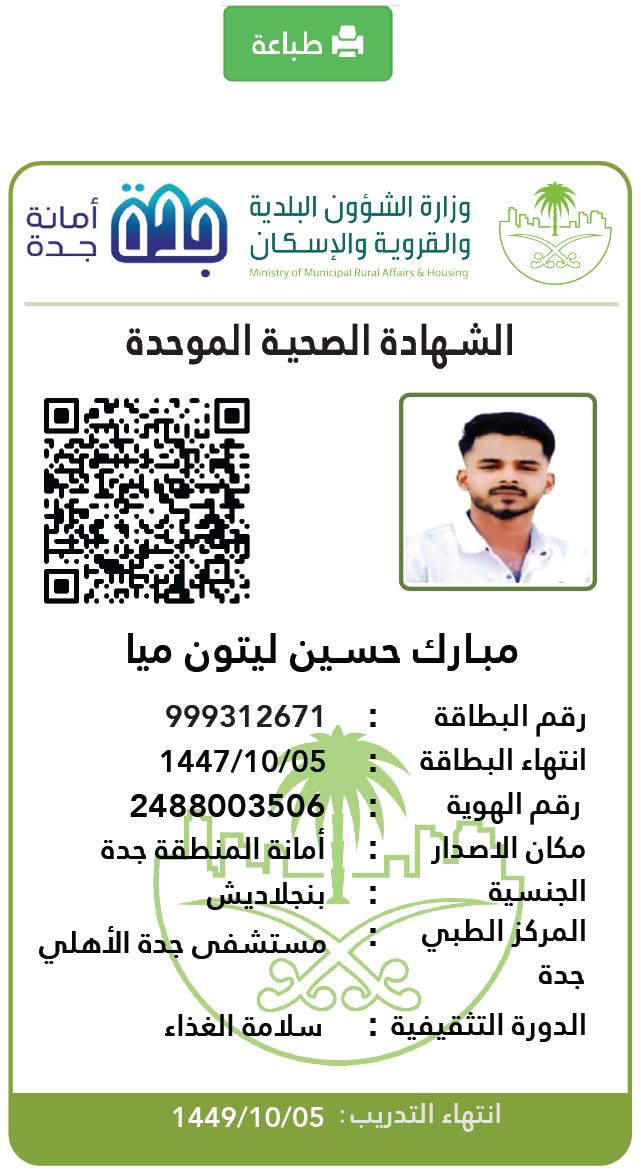 طباعة
أمانة جدة
جدة
وزارة الشؤون البلدية
والقروية والإسكان
Ministry of Municipal Rural Affairs & Housing
الشهادة الصحية الموحدة
مبارك حسين ليتون ميا
رقم البطاقة : 999312671
انتهاء البطاقة : 1447/10/05
رقم الهوية : 2488003506
مكان الاصدار : أمانة المنطقة جدة
الجنسية : بنجلاديش
المركز الطبي : مستشفى جدة الأهلي
جدة
الدورة التثقيفية : سلامة الغذاء
انتهاء التدريب : 1449/10/05